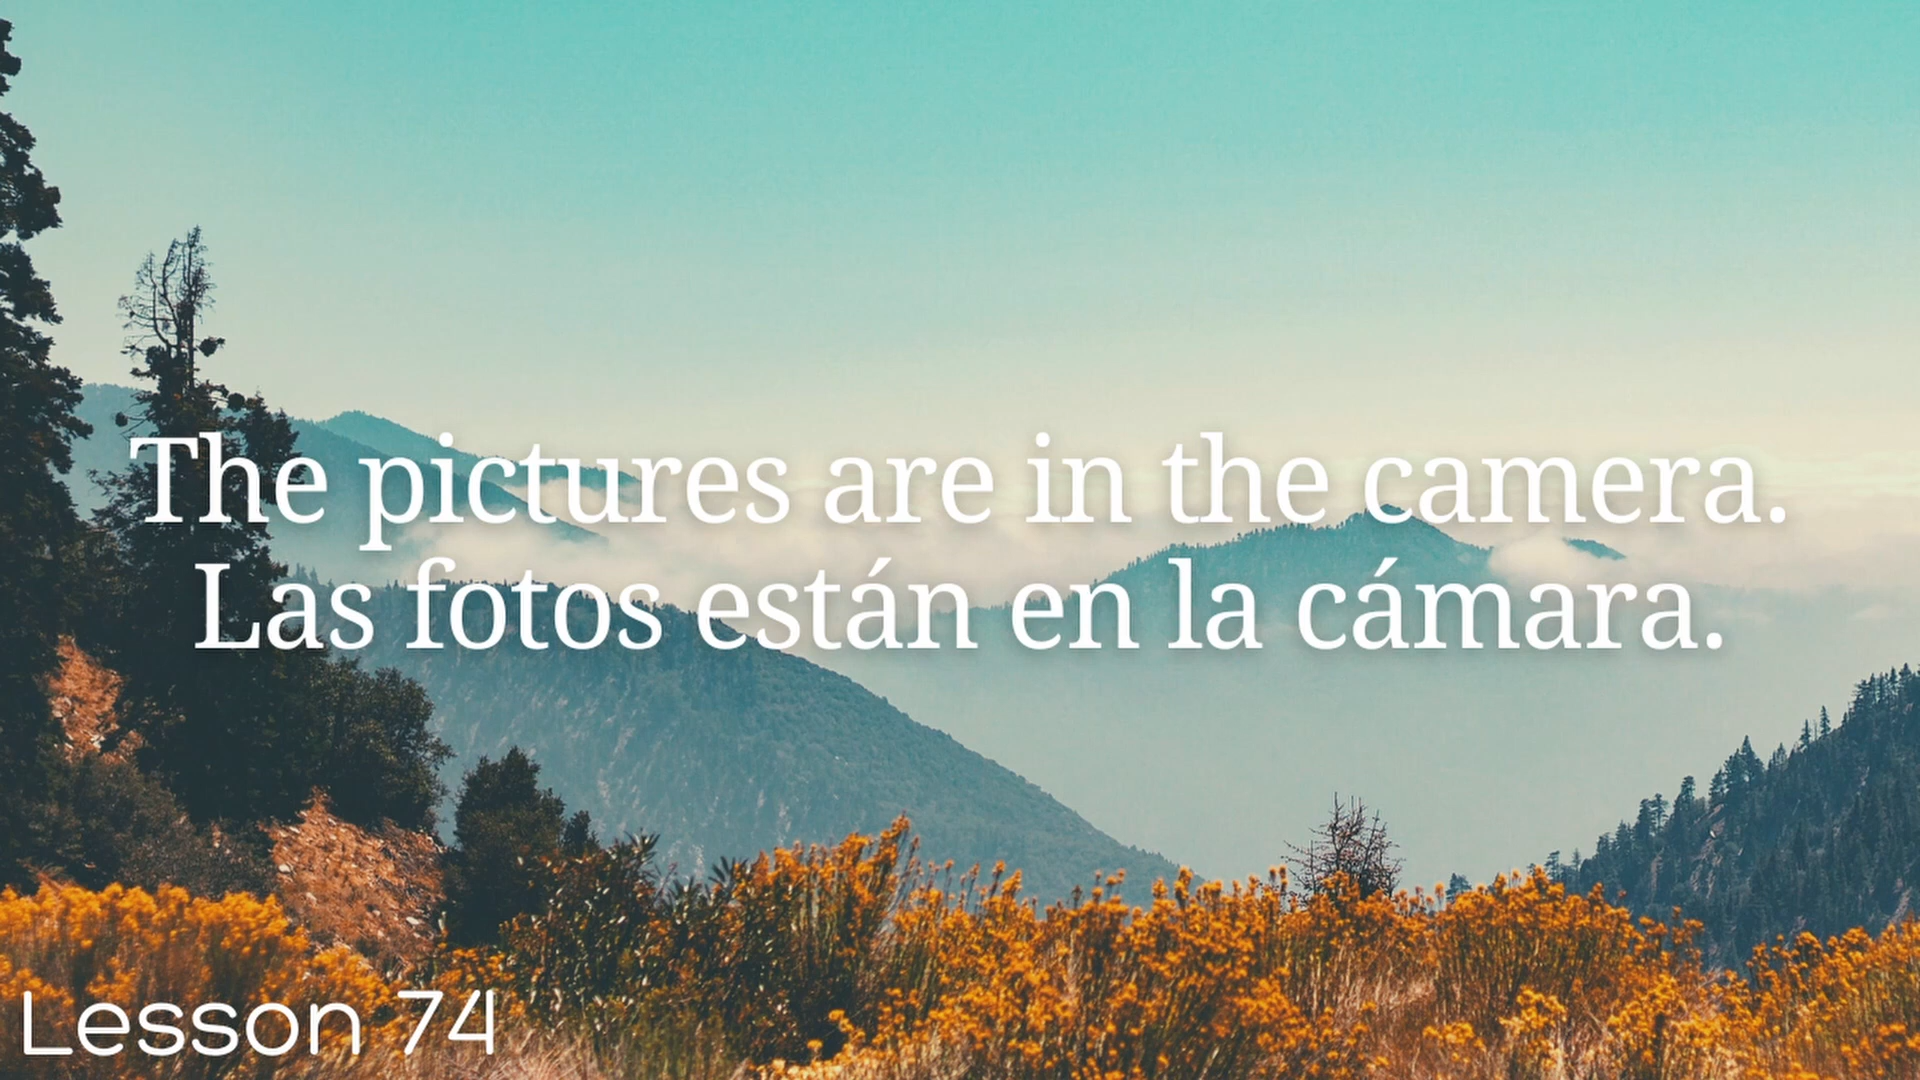 The pictures are in the camera.
Las fotos están en la cámara.
Lesson 74